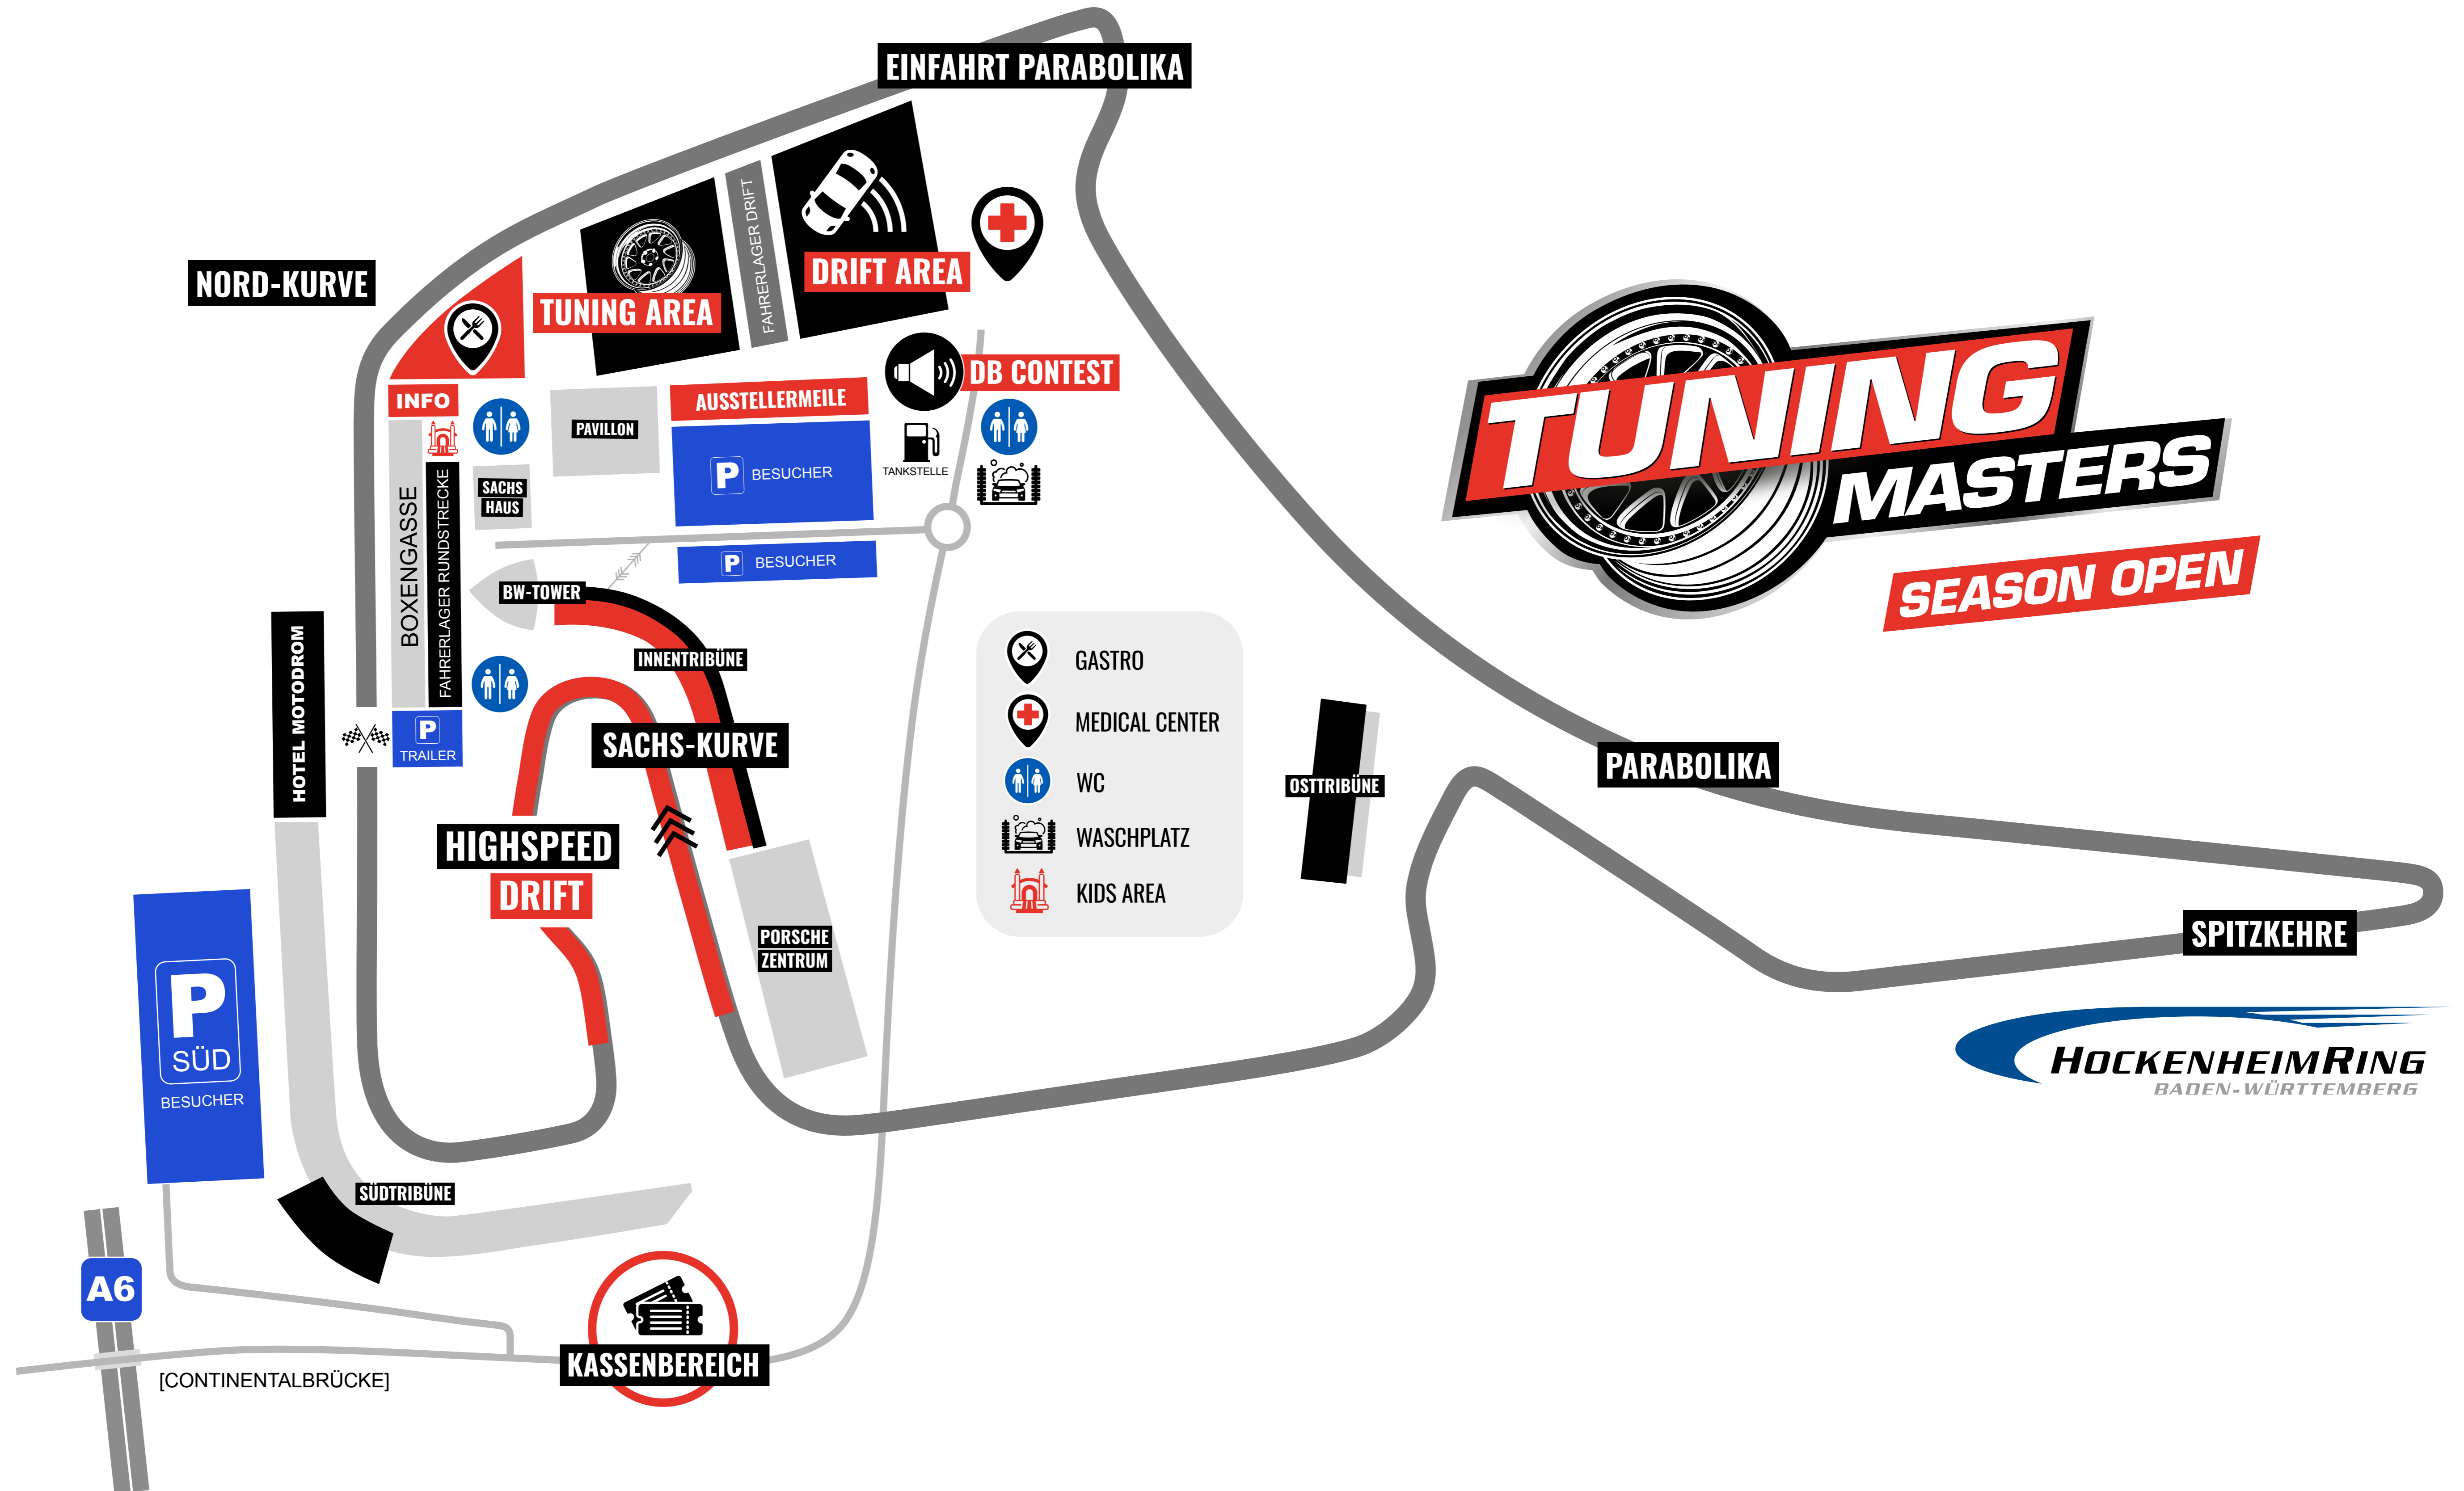 EINFAHRT PARABOLIKA
NORD-KURVE
FAHRERLAGER DRIFT
DRIFT AREA
TUNING AREA
DB CONTEST
INFO
AUSSTELLERMEILE
PAVILLON
P BESUCHER
TANKSTELLE
SACHS
HAUS
BOXENGASSE
FAHRERLAGER RUNDSTRECKE
P BESUCHER
BW-TOWER
INNENTRIBÜNE
HOTEL MOTODROM
P
TRAILER
SACHS-KURVE
HIGHSPEED
DRIFT
PORSCHE
ZENTRUM
GASTRO
MEDICAL CENTER
WC
WASCHPLATZ
KIDS AREA
OSTTRIBÜNE
PARABOLIKA
SPITZKEHRE
TUNING
MASTERS
SEASON OPEN
HOCKENHEIMRING
BADEN-WÜRTTEMBERG
P
SÜD
BESUCHER
SÜDTRIBÜNE
A6
[CONTINENTALBRÜCKE]
KASSENBEREICH